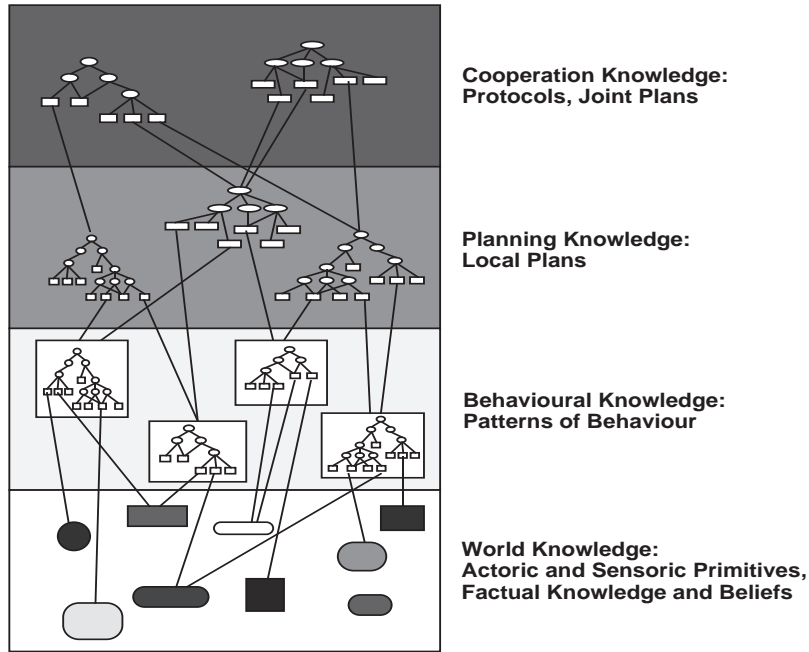 Cooperation Knowledge:
Protocols, Joint Plans
Planning Knowledge:
Local Plans
Behavioural Knowledge:
Patterns of Behaviour
World Knowledge:
Actoric and Sensoric Primitives,
Factual Knowledge and Beliefs